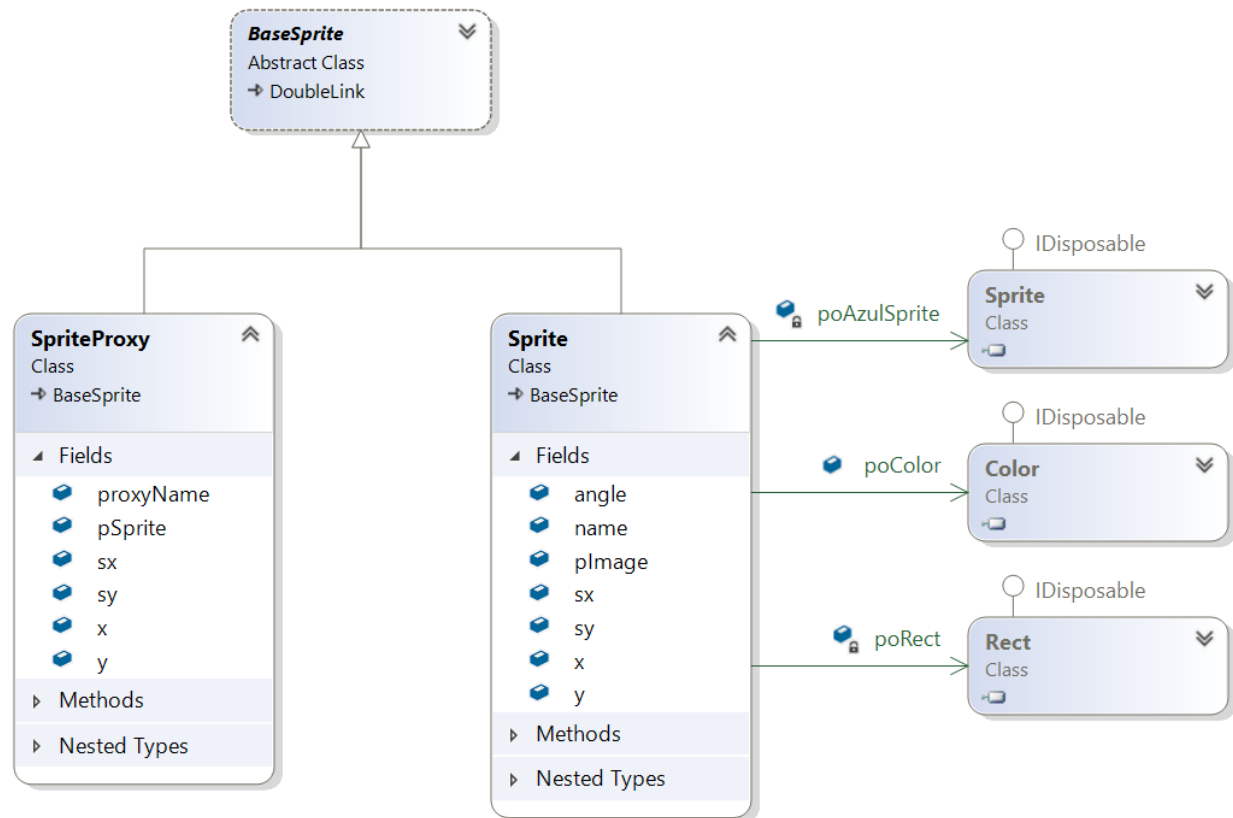 BaseSprite
Abstract Class
DoubleLink
SpriteProxy
Class
BaseSprite
Fields
proxyName
pSprite
sx
sy
x
y
Methods
Nested Types
Sprite
Class
BaseSprite
Fields
angle
name
pImage
sx
sy
x
y
Methods
Nested Types
poAzulSprite
IDisposable
Sprite
Class
poColor
IDisposable
Color
Class
poRect
IDisposable
Rect
Class